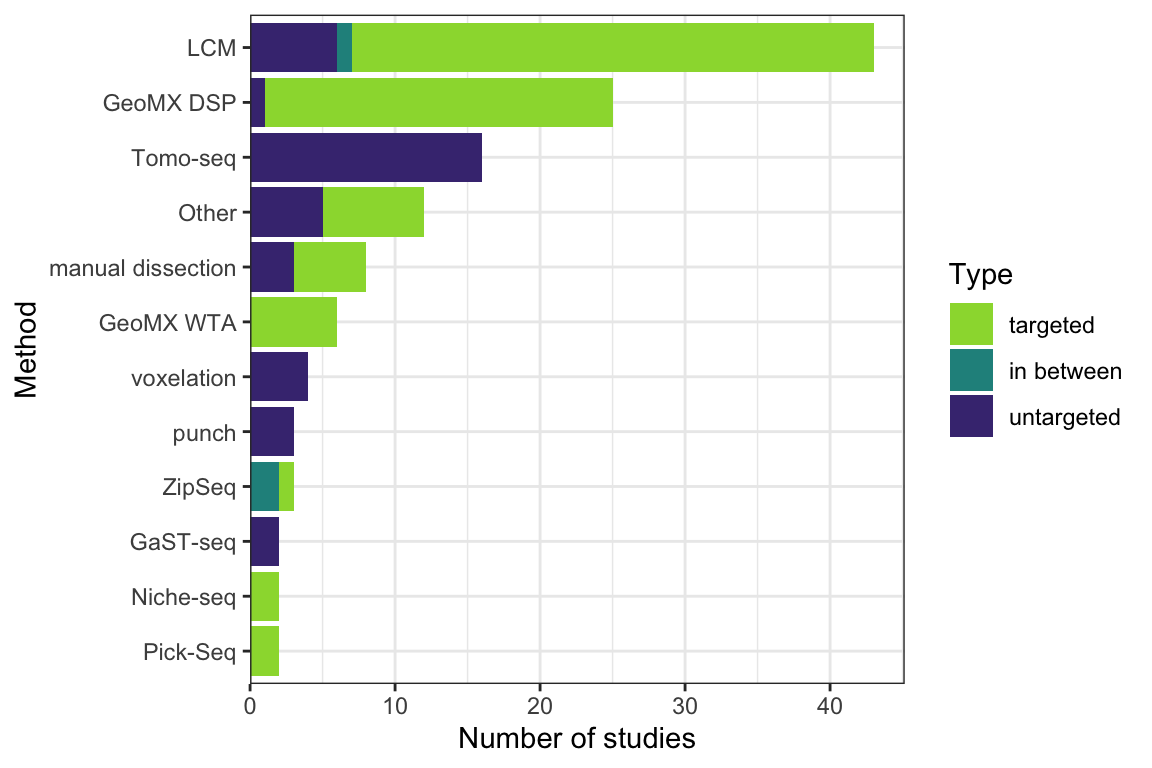 LCM
GeoMX DSP
Tomo-seq
Other
manual dissection
GeoMX WTA
voxelation
punch
ZipSeq
GaST-seq
Niche-seq
Pick-Seq
Method
0 10 20 30 40
Number of studies
Type
targeted
in between
untargeted